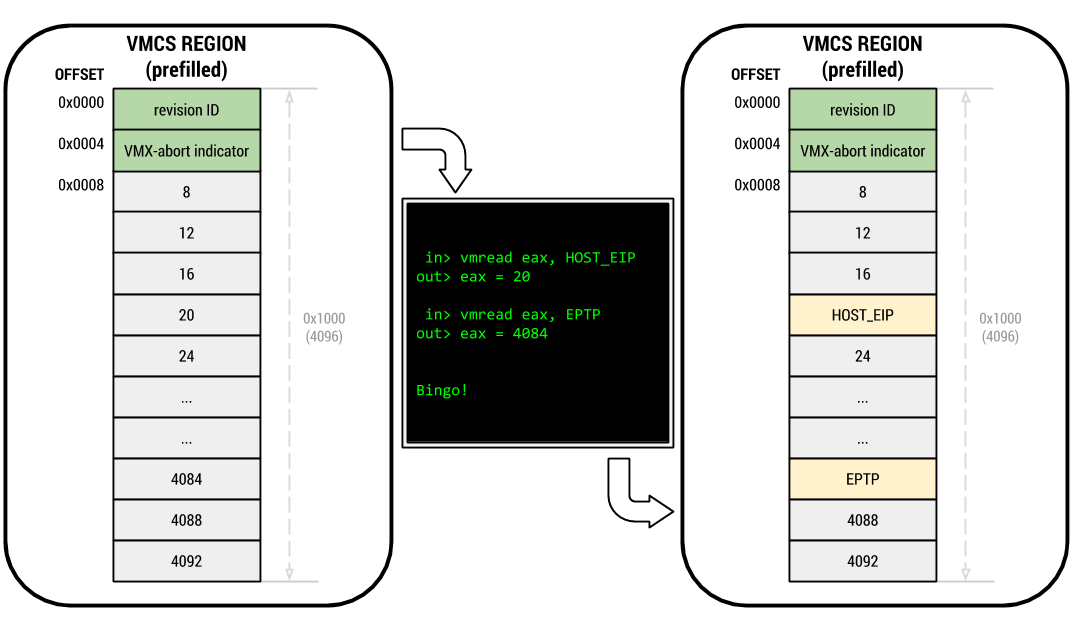 VMCS REGION
(prefilled)
OFFSET
0x0000
revision ID
0x0004
VMX-abort indicator
0x0008
8
12
16
20
24
...
...
4084
4088
4092
0x1000
(4096)
in> vmread eax, HOST_EIP
out> eax = 20
in> vmread eax, EPTP
out> eax = 4084
Bingo!
VMCS REGION
(prefilled)
OFFSET
0x0000
revision ID
0x0004
VMX-abort indicator
0x0008
8
12
16
HOST_EIP
24
...
...
EPTP
4088
4092
0x1000
(4096)